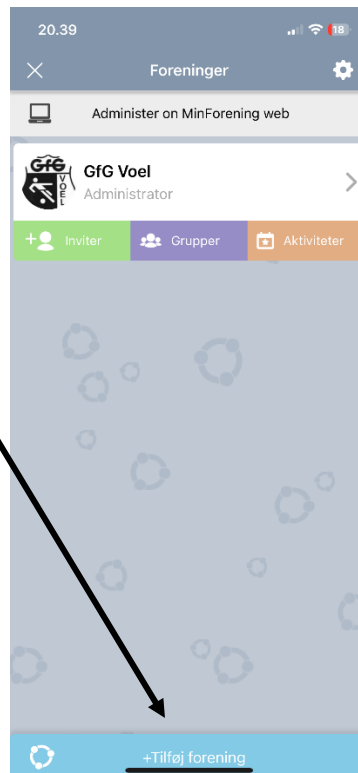 20.39
18
Foreninger
Administer on MinForening web
GfG
VOEL
GfG Voel
Administrator
Inviter
Grupper
Aktiviteter
+Tilføj forening